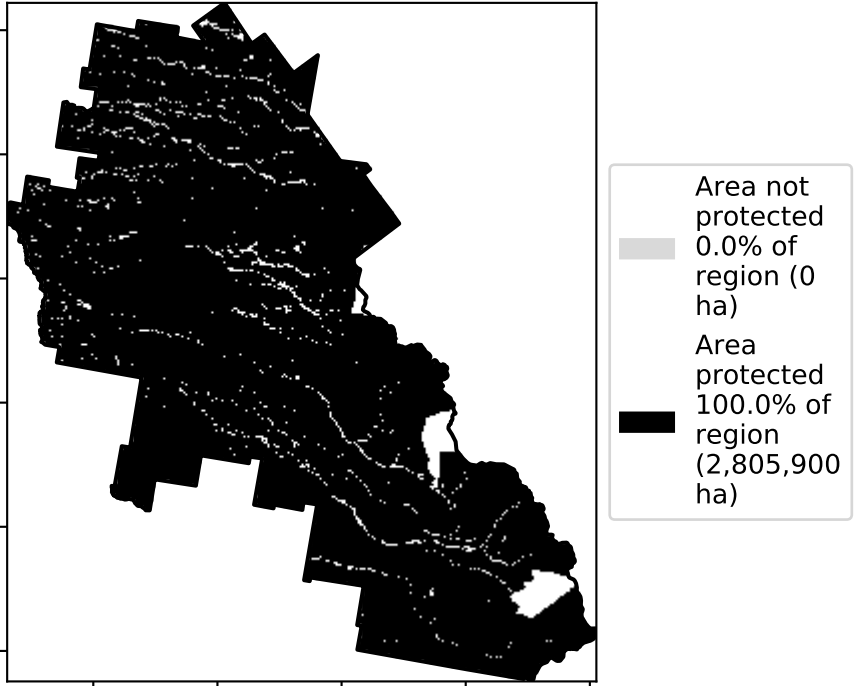 Area not
protected
0.0% of
region (0
ha)
Area
protected
100.0% of
region
(2,805,900
ha)